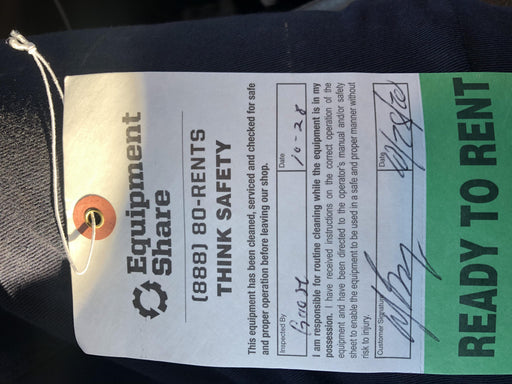 Equipment
Share
(888) 80-RENTS
THINK SAFETY
This equipment has been cleaned, serviced and checked for safe
and proper operation before leaving our shop.
Inspected By
Date
10-28
I am responsible for routine cleaning while the equipment is in my
possession. I have received instructions on the correct operation of the
equipment and have been directed to the operator's manual and/or safety
sheet to enable the equipment to be used in a safe and proper manner without
risk to injury.
Customer Signature
Date
READY TO RENT